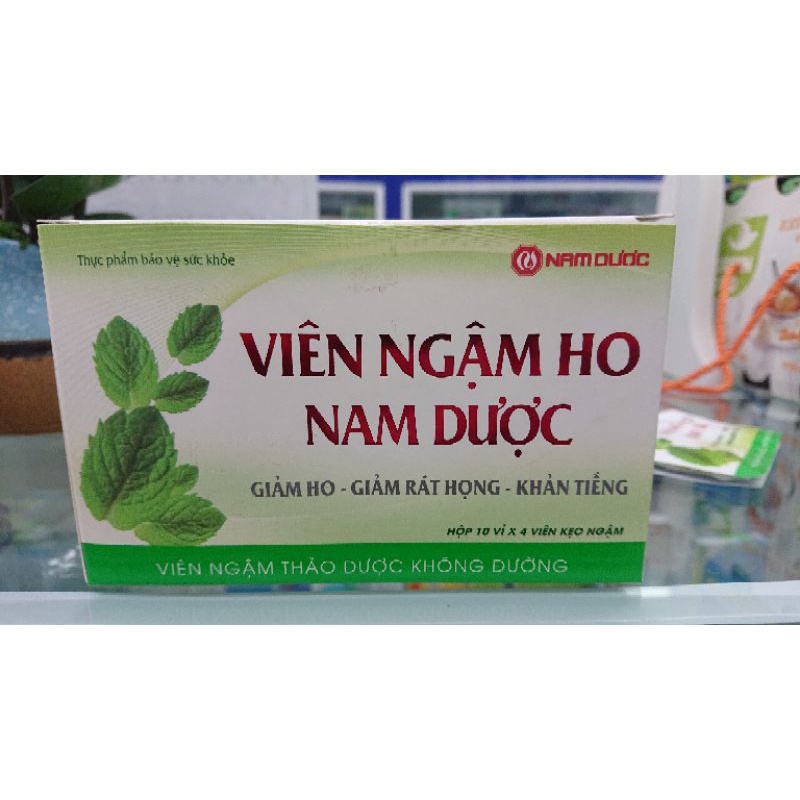 Thực phẩm bảo vệ sức khỏe
NAM DƯỢC
VIÊN NGẬM HO
NAM DƯỢC
GIẢM HO - GIẢM RÁT HỌNG - KHẢN TIẾNG
HỘP 10 VỈ X 4 VIÊN KẸO NGẬM
VIÊN NGẬM THẢO DƯỢC KHÔNG ĐƯỜNG